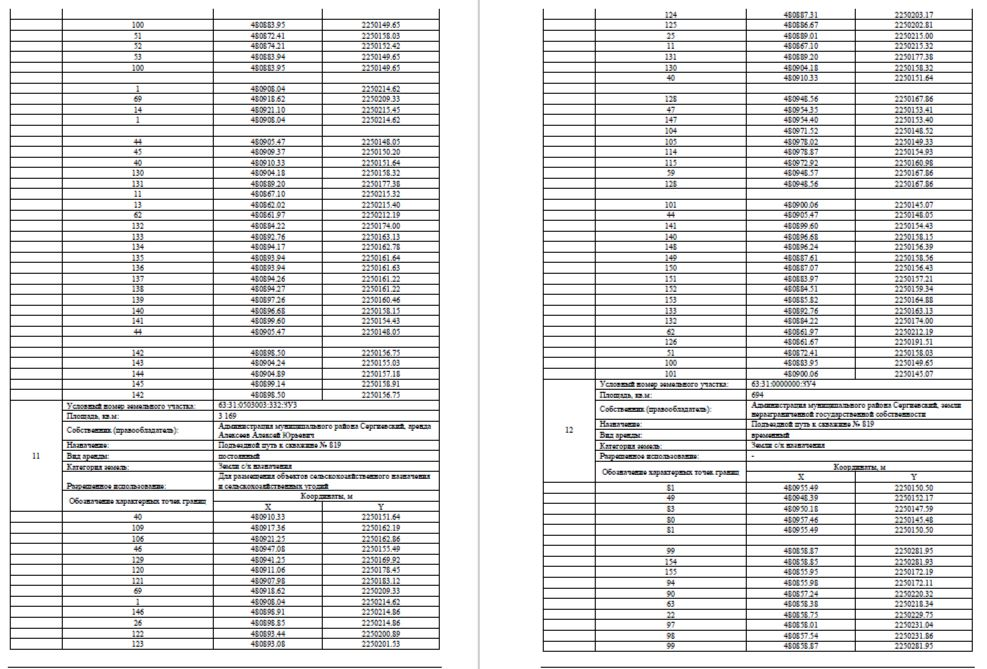 100 480883.95 2250149.65
51 480872.41 2250158.03
52 480874.21 2250152.42
53 480883.94 2250149.65
100 480883.95 2250149.65
1 480908.04 2250214.62
69 480918.62 2250209.33
14 480921.10 2250215.45
1 480908.04 2250214.62
44 480905.47 2250148.05
45 480909.37 2250150.20
40 480910.33 2250151.64
130 480904.18 2250158.32
131 480889.20 2250177.38
11 480867.10 2250215.32
13 480862.02 2250215.40
62 480861.97 2250212.19
132 480884.22 2250174.00
133 480892.76 2250163.13
134 480894.17 2250162.78
135 480893.94 2250161.64
136 480893.94 2250161.63
137 480894.26 2250161.22
138 480894.27 2250161.22
139 480897.26 2250160.46
140 480896.68 2250158.15
141 480899.60 2250154.43
44 480905.47 2250148.05
142 480898.50 2250156.75
143 480904.24 2250155.03
144 480904.89 2250157.18
145 480899.14 2250158.91
142 480898.50 2250156.75
11
Условный номер земельного участка: 63:31:0503003:332:ЗУ3
Площадь, кв.м: 3 169
Собственник (правообладатель): Администрация муниципального района Сергиевский, аренда
Алексеев Алексей Юрьевич
Назначение: Подъездной путь к скважине № 819
Вид аренды: постоянный
Категория земель: Земли с/х назначения
Разрешенное использование: Для размещения объектов сельскохозяйственного назначения
и сельскохозяйственных угодий
Обозначение характерных точек границ Координаты, м
X Y
40 480910.33 2250151.64
109 480917.36 2250162.19
106 480921.25 2250162.86
46 480947.08 2250155.49
129 480941.25 2250169.92
120 480911.06 2250178.45
121 480907.98 2250183.12
69 480918.62 2250209.33
1 480908.04 2250214.62
146 480898.91 2250214.86
26 480898.85 2250214.86
122 480893.44 2250200.89
123 480893.08 2250201.53
124 480887.31 2250203.17
125 480886.67 2250202.81
25 480889.01 2250215.00
11 480867.10 2250215.32
131 480889.20 2250177.38
130 480904.18 2250158.32
40 480910.33 2250151.64
128 480948.56 2250167.86
47 480954.35 2250153.41
147 480954.40 2250153.40
104 480971.52 2250148.52
105 480978.02 2250149.33
114 480978.87 2250154.93
115 480972.92 2250160.98
59 480948.57 2250167.86
128 480948.56 2250167.86
101 480900.06 2250145.07
44 480905.47 2250148.05
141 480899.60 2250154.43
140 480896.68 2250158.15
148 480896.24 2250156.39
149 480887.61 2250158.56
150 480887.07 2250156.43
151 480883.97 2250157.21
152 480884.51 2250159.34
153 480885.82 2250164.88
133 480892.76 2250163.13
132 480884.22 2250174.00
62 480861.97 2250212.19
126 480861.67 2250191.51
51 480872.41 2250158.03
100 480883.95 2250149.65
101 480900.06 2250145.07
12
Условный номер земельного участка: 63:31:0000000:ЗУ4
Площадь, кв.м: 694
Собственник (правообладатель): Администрация муниципального района Сергиевский, земли
неразграниченной государственной собственности
Назначение: Подъездной путь к скважине № 819
Вид аренды: временный
Категория земель: Земли с/х назначения
Разрешенное использование: -
Обозначение характерных точек границ Координаты, м
X Y
81 480955.49 2250150.50
49 480948.39 2250152.17
83 480950.18 2250147.59
80 480957.46 2250145.48
81 480955.49 2250150.50
99 480858.87 2250281.95
154 480858.85 2250281.93
155 480855.95 2250172.19
94 480855.98 2250172.11
90 480857.24 2250220.32
63 480858.38 2250218.34
22 480858.75 2250229.75
97 480858.01 2250231.04
98 480857.54 2250231.86
99 480858.87 2250281.95